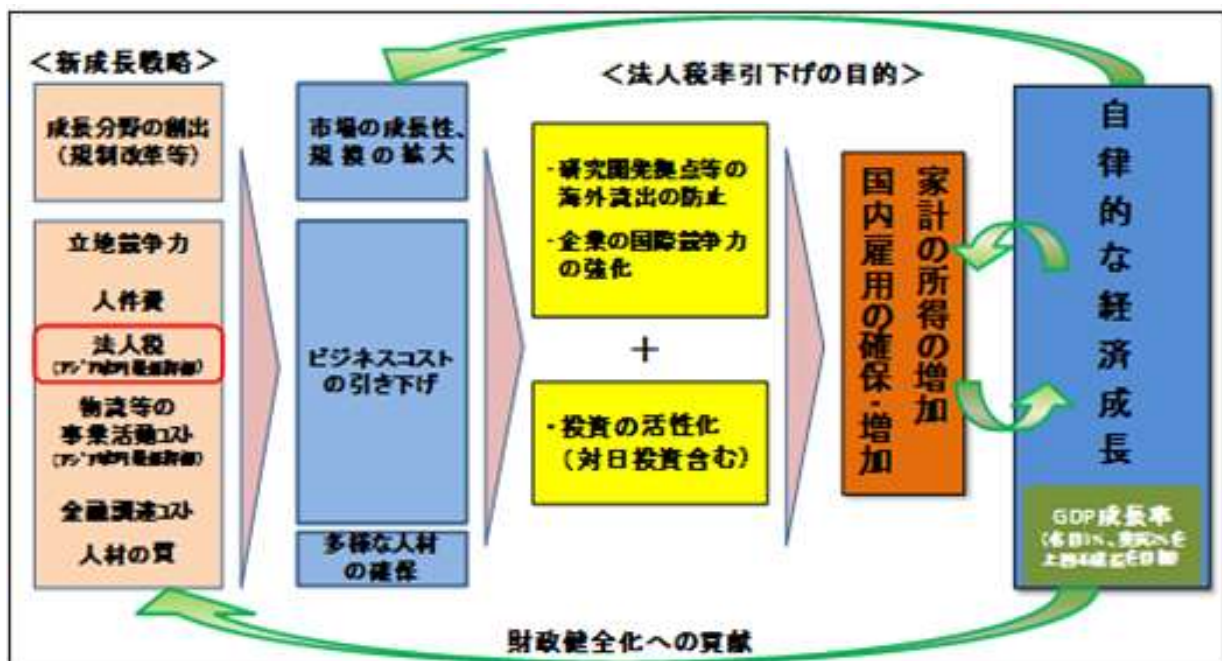 ＜新成長戦略＞
成長分野の創出
（規制改革等）
立地競争力
人件費
法人税
物流等の
事業活動コスト
金融調達コスト
人材の質
市場の成長性、
規模の拡大
ビジネスコスト
の引き下げ
多様な人材
の確保
＜法人税率引下げの目的＞
・研究開発拠点等の
海外流出の防止
・企業の国際競争力
の強化
＋
・投資の活性化
（対日投資含む）
家計の所得の増加
国内雇用の確保・増加
自律的な経済成長
GDP成長率
財政健全化への貢献